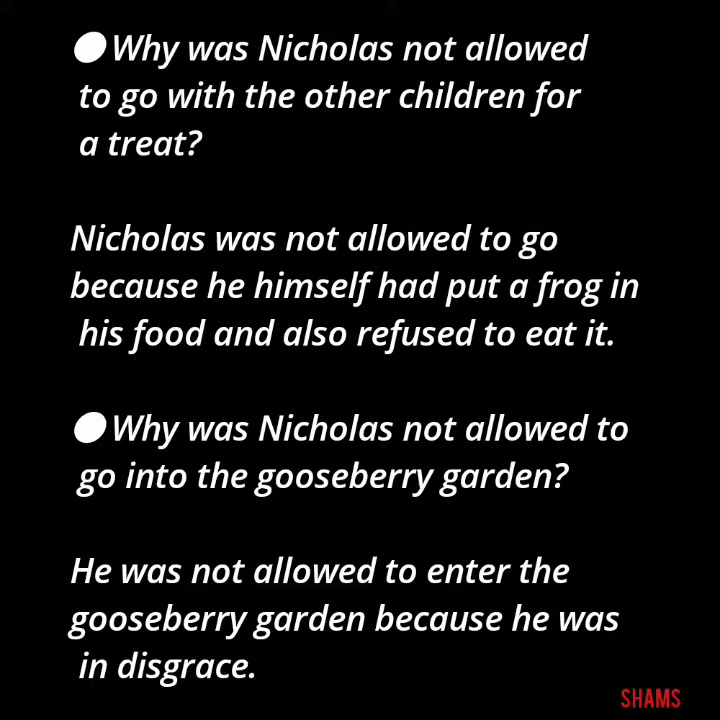 ● Why was Nicholas not allowed
to go with the other children for
a treat?
Nicholas was not allowed to go
because he himself had put a frog in
his food and also refused to eat it.
● Why was Nicholas not allowed to
go into the gooseberry garden?
He was not allowed to enter the
gooseberry garden because he was
in disgrace.
SHAMS